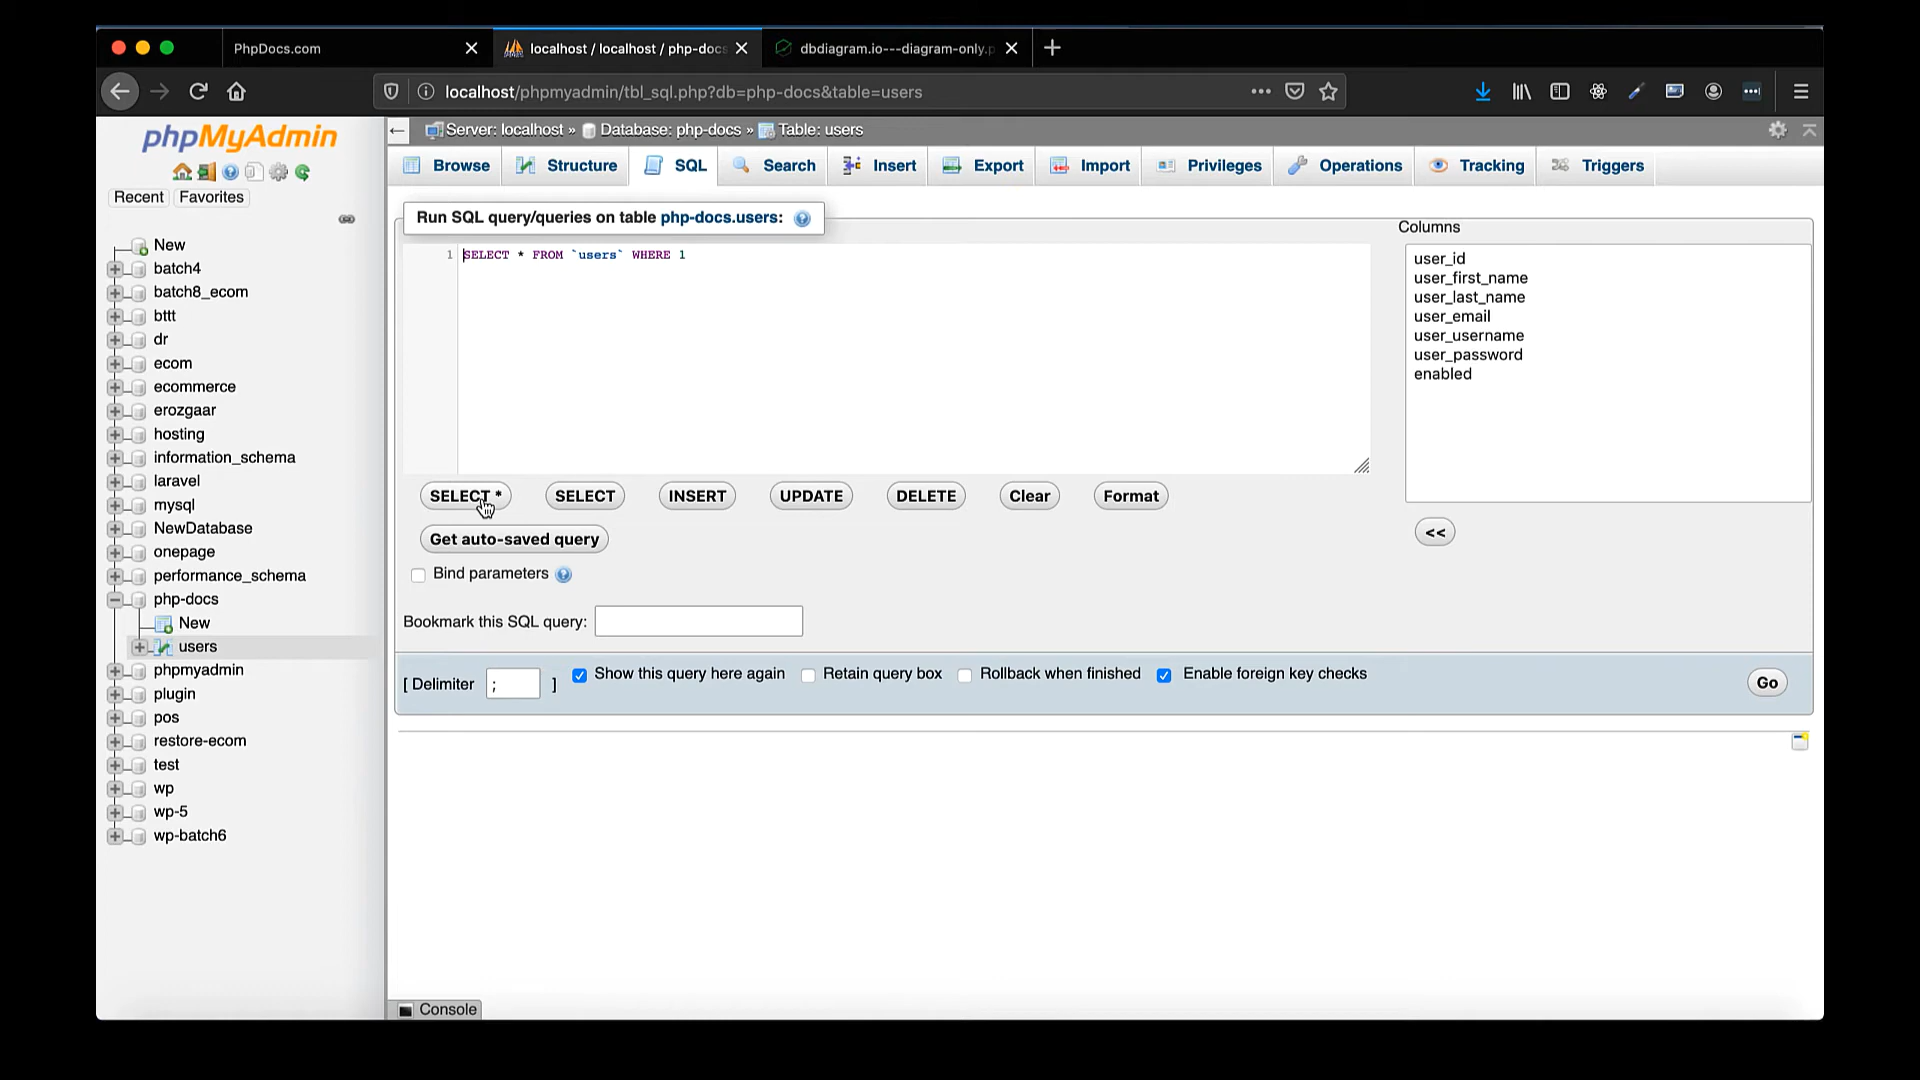 PhpDocs.com
localhost / localhost / php-docs
dbdiagram.io---diagram-only.p
localhost/phpmyadmin/tbl_sql.php?db=php-docs&table=users
phpMyAdmin
Recent
Favorites
New
batch4
batch8_ecom
bttt
dr
ecom
ecommerce
erozgaar
hosting
information_schema
laravel
mysql
NewDatabase
onepage
performance_schema
php-docs
New
users
phpmyadmin
plugin
pos
restore-ecom
test
wp
wp-5
wp-batch6
Server: localhost » Database: php-docs » Table: users
Browse
Structure
SQL
Search
Insert
Export
Import
Privileges
Operations
Tracking
Triggers
Run SQL query/queries on table php-docs.users:
1 SELECT * FROM `users` WHERE 1
Columns
user_id
user_first_name
user_last_name
user_email
user_username
user_password
enabled
<<
SELECT *
SELECT
INSERT
UPDATE
DELETE
Clear
Format
Get auto-saved query
Bind parameters
Bookmark this SQL query:
[ Delimiter ; ]
Show this query here again
Retain query box
Rollback when finished
Enable foreign key checks
Go
Console